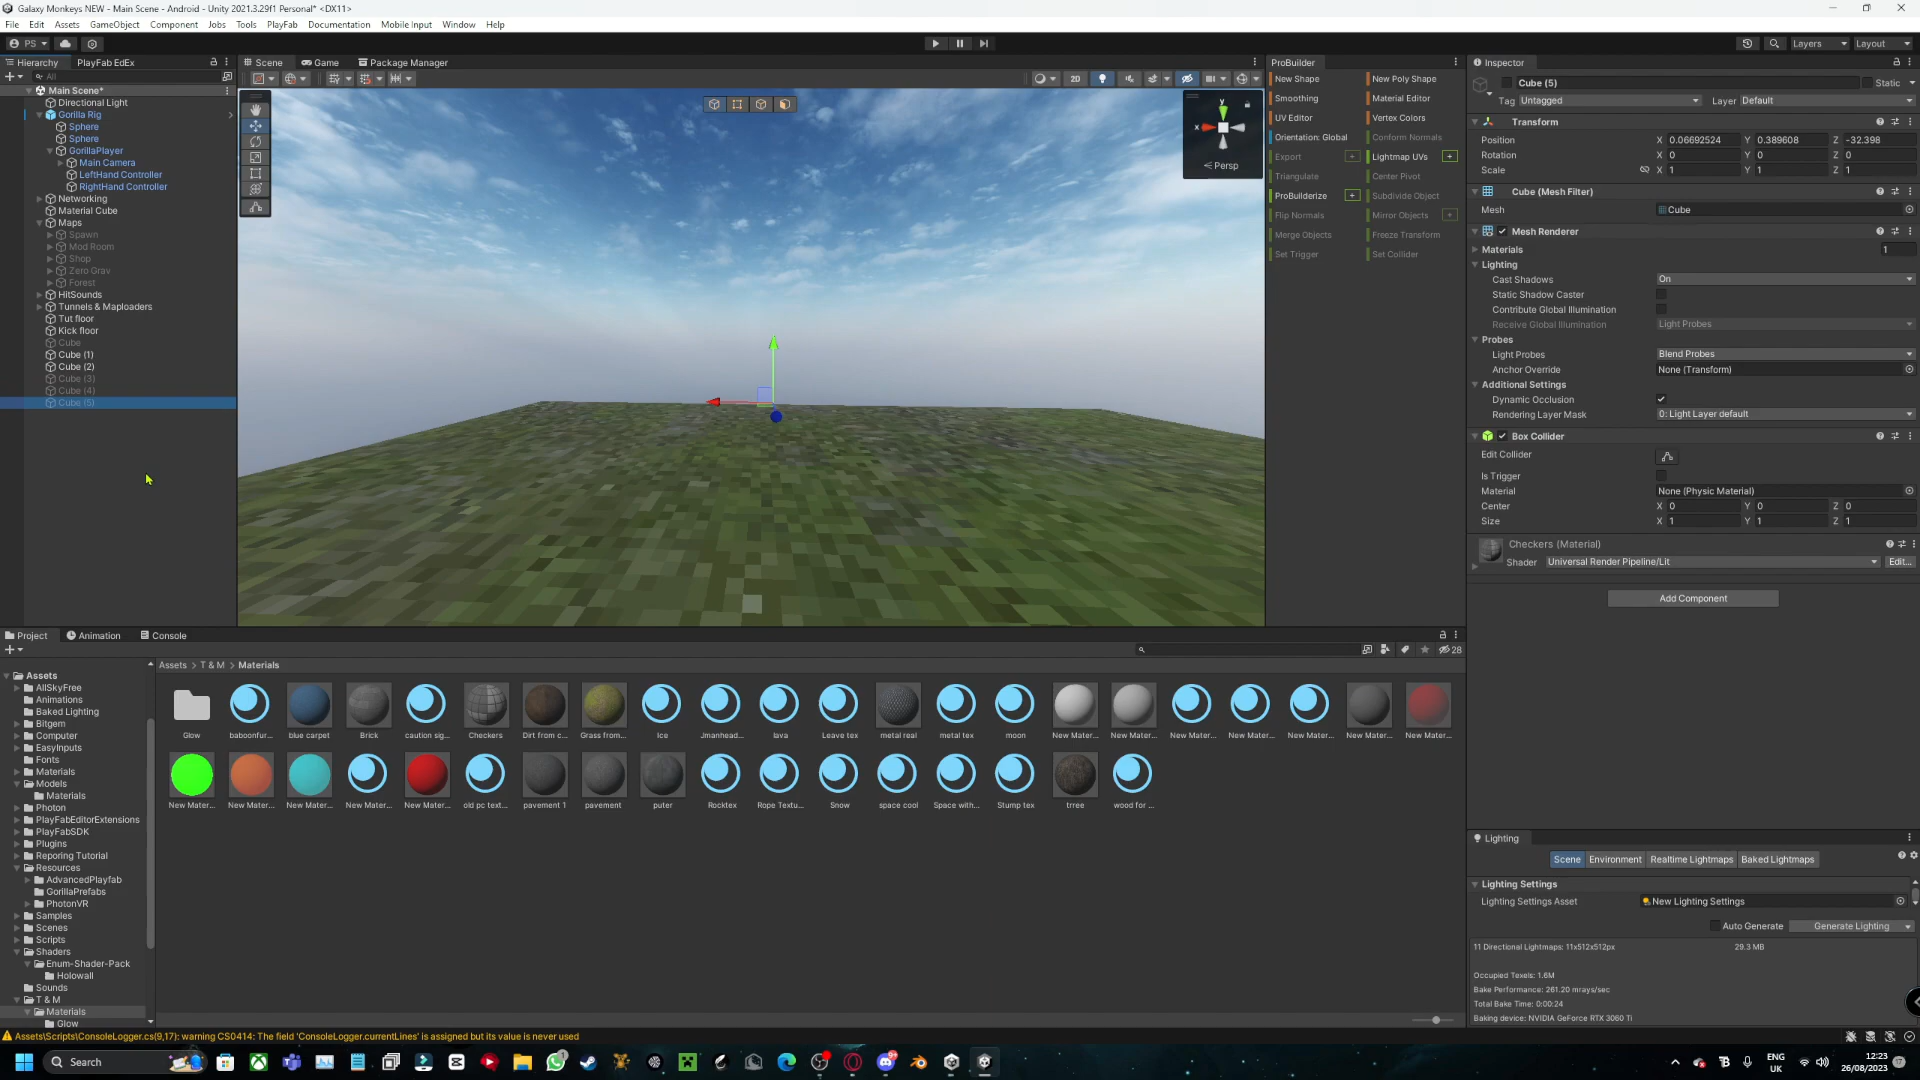 Galaxy Monkeys NEW - Main Scene - Android - Unity 2021.3.29f1 Personal* <DX11>
File Edit Assets GameObject Component Jobs Tools PlayFab Documentation Mobile Input Window Help
PS Layers Layout
Hierarchy PlayFab EdEx
All
Main Scene*
Directional Light
Gorilla Rig
Sphere
Sphere
GorillaPlayer
Main Camera
LeftHand Controller
RightHand Controller
Networking
Material Cube
Maps
Spawn
Mod Room
Shop
Zero Grav
Forest
HitSounds
Tunnels & Maploaders
Tut floor
Kick floor
Cube
Cube (1)
Cube (2)
Cube (3)
Cube (4)
Cube (5)
Scene Game Package Manager
2D
y
x
Persp
ProBuilder
New Shape New Poly Shape
Smoothing Material Editor
UV Editor Vertex Colors
Orientation: Global Conform Normals
Export + Lightmap UVs +
Triangulate Center Pivot
ProBuilderize + Subdivide Object
Flip Normals Mirror Objects +
Merge Objects Freeze Transform
Set Trigger Set Collider
Inspector
Cube (5) Static
Tag Untagged Layer Default
Transform
Position X 0.06692524 Y 0.389608 Z -32.398
Rotation X 0 Y 0 Z 0
Scale X 1 Y 1 Z 1
Cube (Mesh Filter)
Mesh Cube
Mesh Renderer
Materials 1
Lighting
Cast Shadows On
Static Shadow Caster
Contribute Global Illumination
Receive Global Illumination Light Probes
Probes
Light Probes Blend Probes
Anchor Override None (Transform)
Additional Settings
Dynamic Occlusion
Rendering Layer Mask 0: Light Layer default
Box Collider
Edit Collider
Is Trigger
Material None (Physic Material)
Center X 0 Y 0 Z 0
Size X 1 Y 1 Z 1
Checkers (Material)
Shader Universal Render Pipeline/Lit Edit...
Add Component
Project Animation Console
28
Assets
AllSkyFree
Animations
Baked Lighting
Bitgem
Computer
EasyInputs
Fonts
Materials
Models
Materials
Photon
PlayFabEditorExtensions
PlayFabSDK
Plugins
Reporing Tutorial
Resources
AdvancedPlayfab
GorillaPrefabs
PhotonVR
Samples
Scenes
Scripts
Shaders
Enum-Shader-Pack
Holowall
Sounds
T & M
Materials
Glow
Assets > T & M > Materials
Glow baboonfur... blue carpet Brick caution sig... Checkers Dirt from c... Grass from... Ice Jmanhead... lava Leave tex metal real metal tex moon New Mater... New Mater... New Mater... New Mater... New Mater... New Mater... New Mater...
New Mater... New Mater... New Mater... New Mater... New Mater... old pc text... pavement 1 pavement puter Rocktex Rope Textu... Snow space cool Space with... Stump tex trree wood for ...
Lighting
Scene Environment Realtime Lightmaps Baked Lightmaps
Lighting Settings
Lighting Settings Asset New Lighting Settings
Auto Generate Generate Lighting
11 Directional Lightmaps: 11x512x512px 29.3 MB
Occupied Texels: 1.6M
Bake Performance: 261.20 mrays/sec
Total Bake Time: 0:00:24
Baking device: NVIDIA GeForce RTX 3060 Ti
Assets\Scripts\ConsoleLogger.cs(9,17): warning CS0414: The field 'ConsoleLogger.currentLines' is assigned but its value is never used
Search
ENG
UK
12:23
26/08/2023